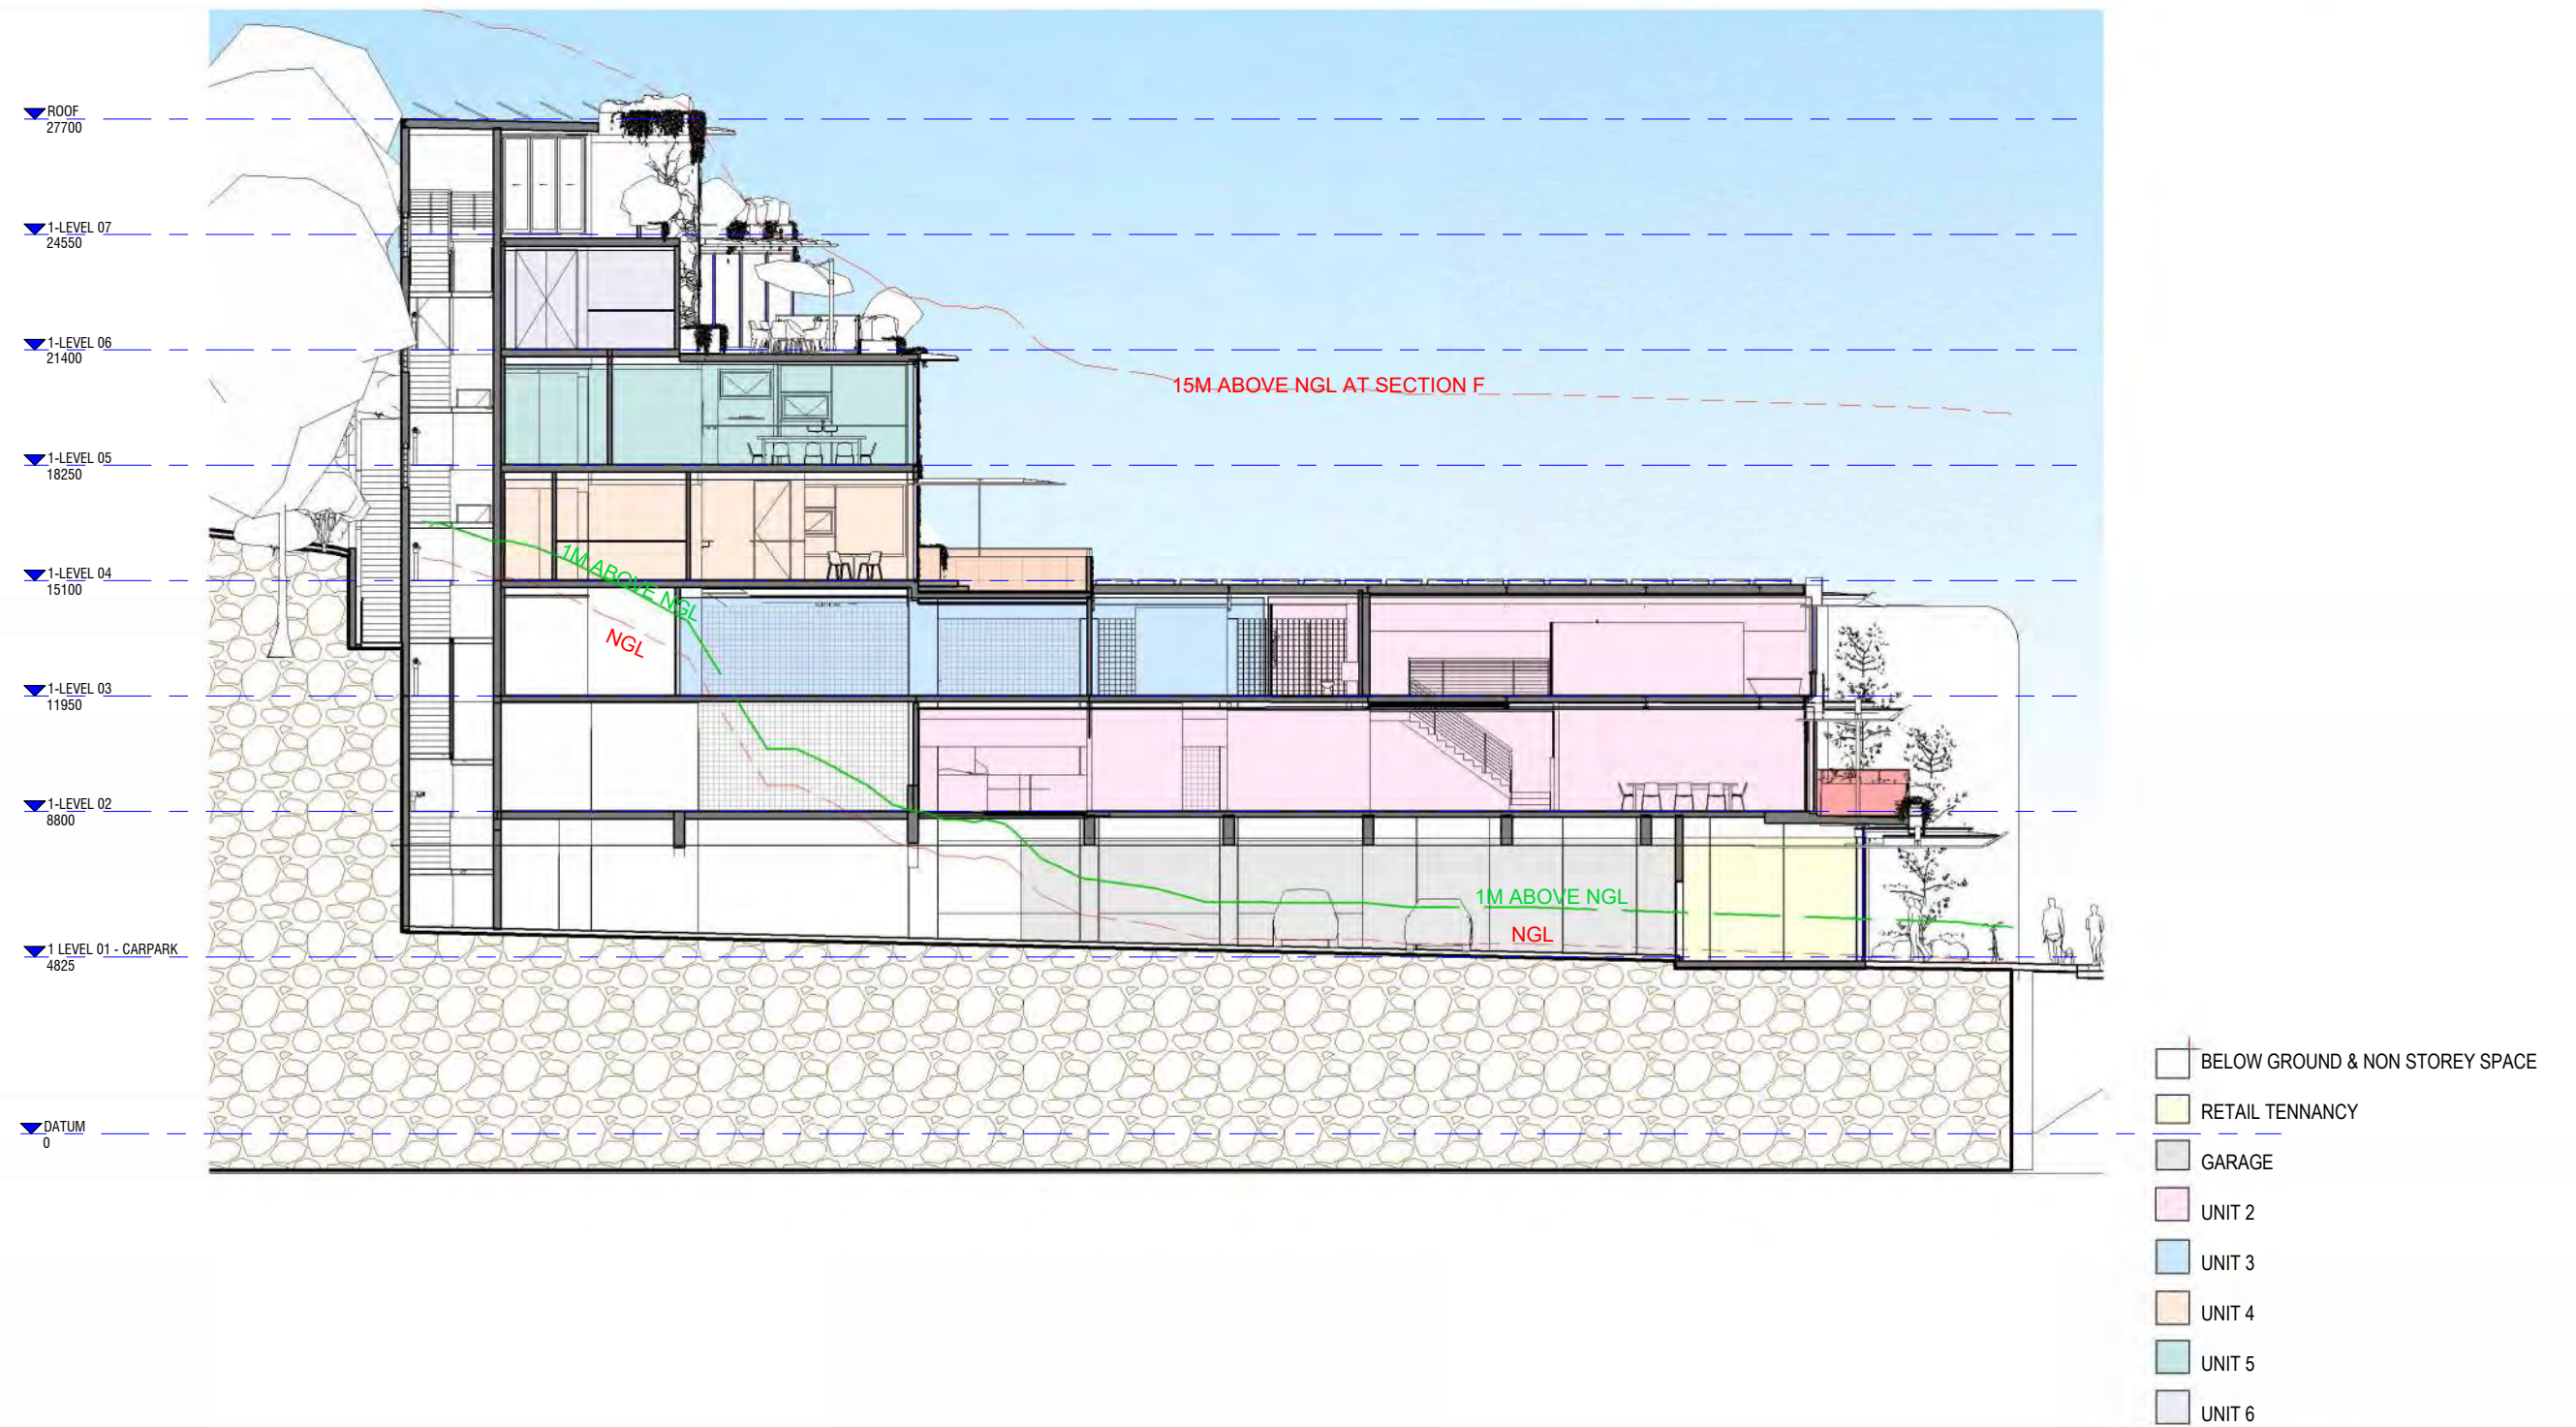 ROOF
27700
1-LEVEL 07
24550
1-LEVEL 06
21400
15M ABOVE NGL AT SECTION F
1-LEVEL 05
18250
1M ABOVE NGL
1-LEVEL 04
15100
NGL
1-LEVEL 03
11950
1-LEVEL 02
8800
1M ABOVE NGL
NGL
1 LEVEL 01 - CARPARK
4825
DATUM
0
BELOW GROUND & NON STOREY SPACE
RETAIL TENNANCY
GARAGE
UNIT 2
UNIT 3
UNIT 4
UNIT 5
UNIT 6